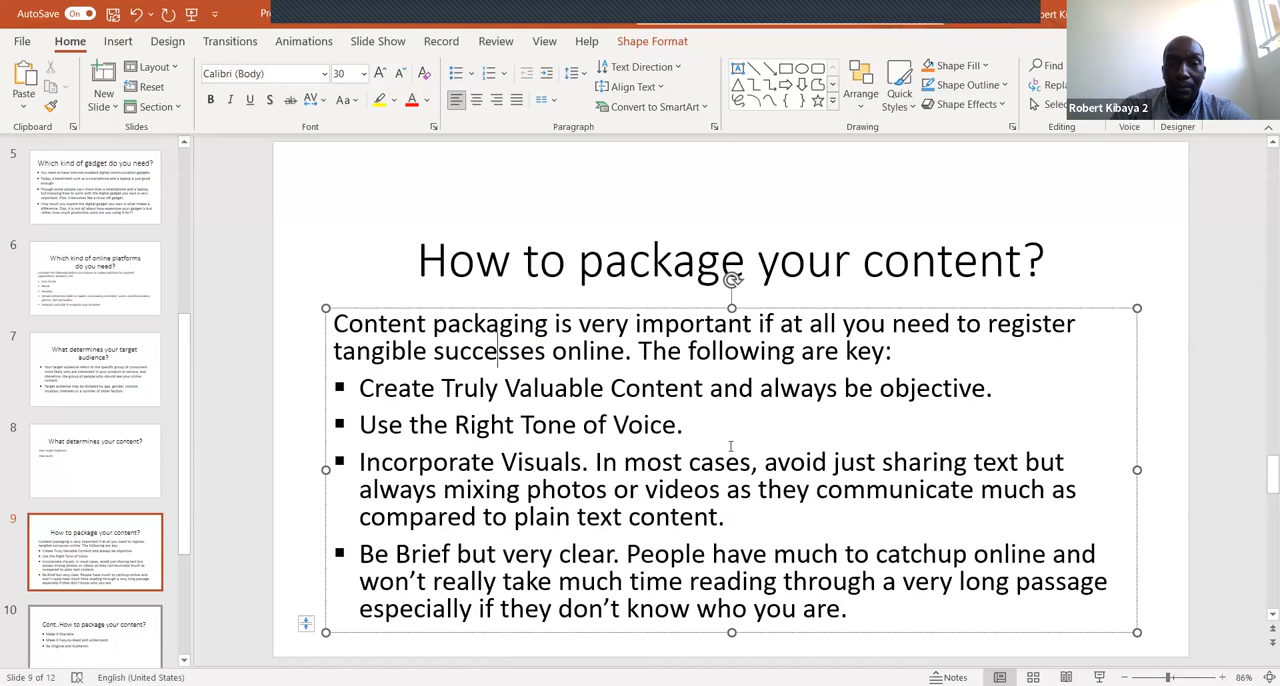 AutoSave On
File Home Insert Design Transitions Animations Slide Show Record Review View Help Shape Format
Paste
Clipboard
New
Slide
Layout
Reset
Section
Slides
Calibri (Body) 30
B I U S ab AV Aa A
Font
Text Direction
Align Text
Convert to SmartArt
Paragraph
Arrange
Quick
Styles
Shape Fill
Shape Outline
Shape Effects
Drawing
Find
Editing
Voice
Designer
Robert Kibaya 2
5
Which kind of gadget do you need?
6
Which kind of online platforms
do you need?
7
What determines your target
audience?
8
What determines your content?
9
How to package your content?
10
Cont...How to package your content?
How to package your content?
Content packaging is very important if at all you need to register
tangible successes online. The following are key:
▪ Create Truly Valuable Content and always be objective.
▪ Use the Right Tone of Voice.
▪ Incorporate Visuals. In most cases, avoid just sharing text but
always mixing photos or videos as they communicate much as
compared to plain text content.
▪ Be Brief but very clear. People have much to catchup online and
won't really take much time reading through a very long passage
especially if they don't know who you are.
Slide 9 of 12 English (United States) Notes 86%